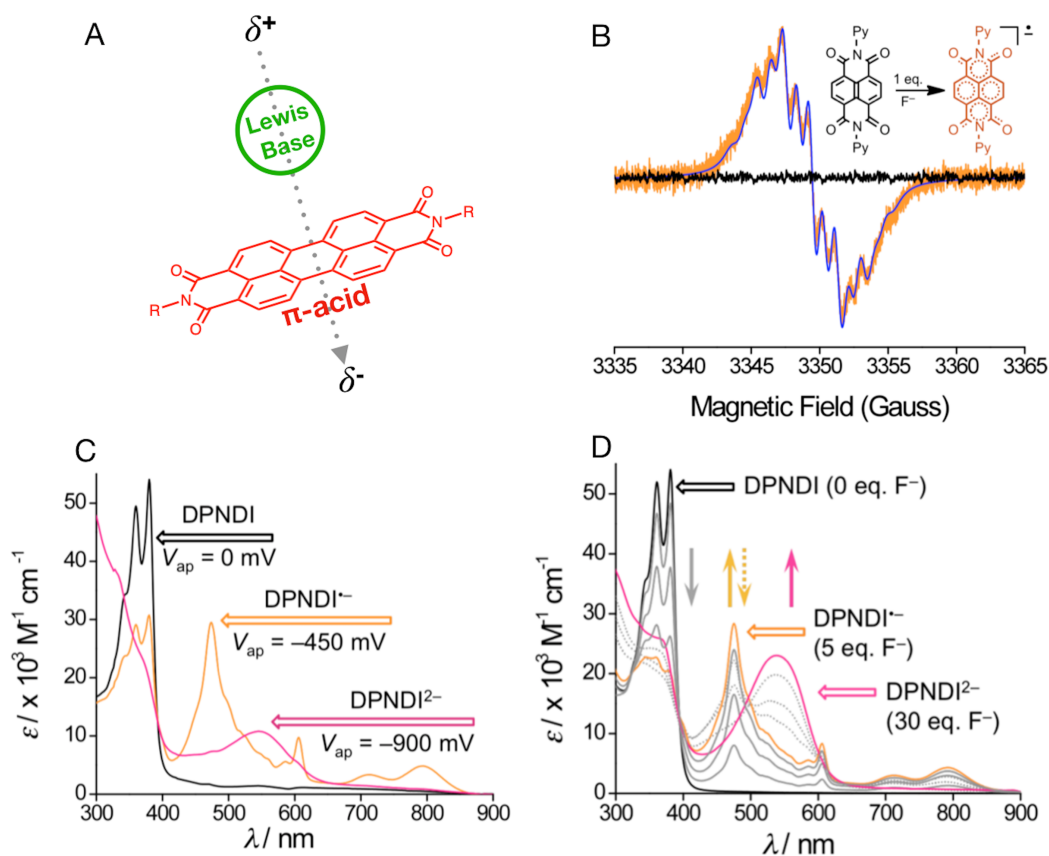 A
δ+
Lewis
Base
O
O
N
R
R
N
O
O
π-acid
δ-
B
Py
O
N
O
O
N
O
Py
1 eq.
F⁻
Py
O
N
O
O
N
O
Py
•−
3335 3340 3345 3350 3355 3360 3365
Magnetic Field (Gauss)
C
ε / x 10³ M⁻¹ cm⁻¹
50
40
30
20
10
0
DPNDI
Vap = 0 mV
DPNDI•−
Vap = –450 mV
DPNDI²⁻
Vap = –900 mV
300 400 500 600 700 800 900
λ / nm
D
ε / x 10³ M⁻¹ cm⁻¹
50
40
30
20
10
0
DPNDI (0 eq. F⁻)
DPNDI•−
(5 eq. F⁻)
DPNDI²⁻
(30 eq. F⁻)
300 400 500 600 700 800 900
λ / nm